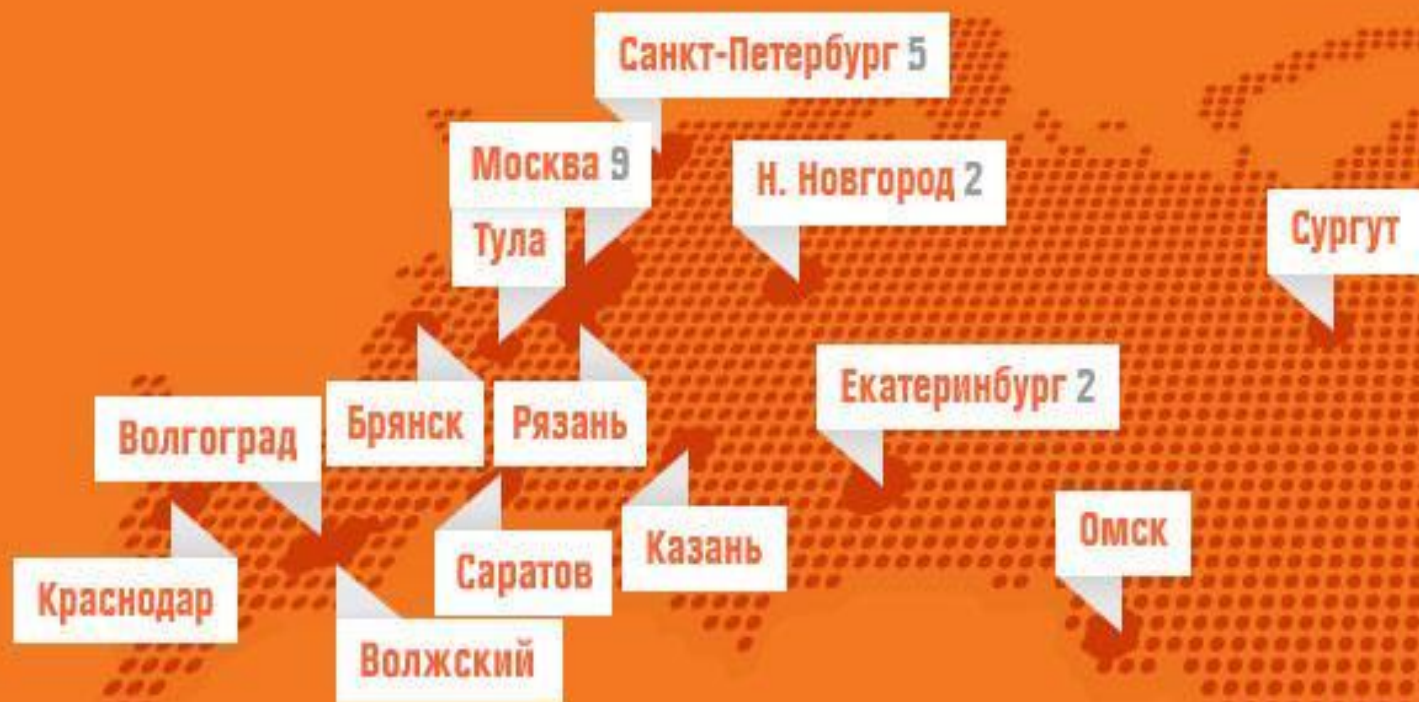 Санкт-Петербург 5
Москва 9
Н. Новгород 2
Тула
Сургут
Екатеринбург 2
Брянск
Рязань
Волгоград
Омск
Казань
Саратов
Краснодар
Волжский